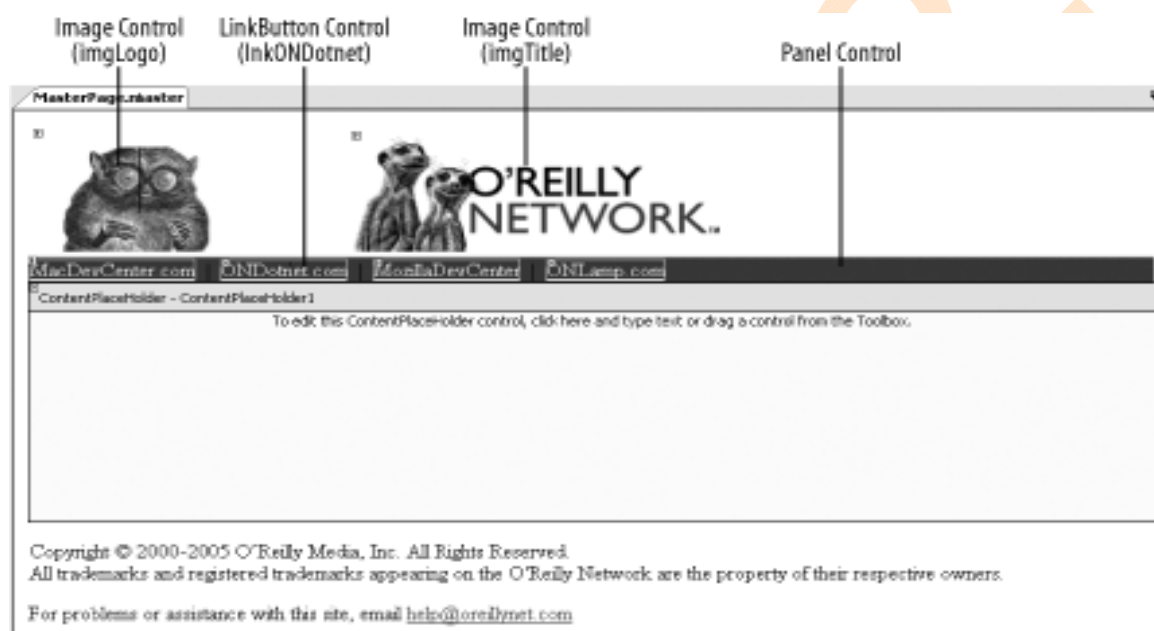 Image Control
(imgLogo)
LinkButton Control
(lnkONDotnet)
Image Control
(imgTitle)
Panel Control
MasterPage.master
O'REILLY
NETWORK™
MacDevCenter.com | ONDotnet.com | MozillaDevCenter | ONLamp.com
ContentPlaceHolder - ContentPlaceHolder1
To edit this ContentPlaceHolder control, click here and type text or drag a control from the Toolbox.
Copyright © 2000-2005 O'Reilly Media, Inc. All Rights Reserved.
All trademarks and registered trademarks appearing on the O'Reilly Network are the property of their respective owners.
For problems or assistance with this site, email help@oreillynet.com